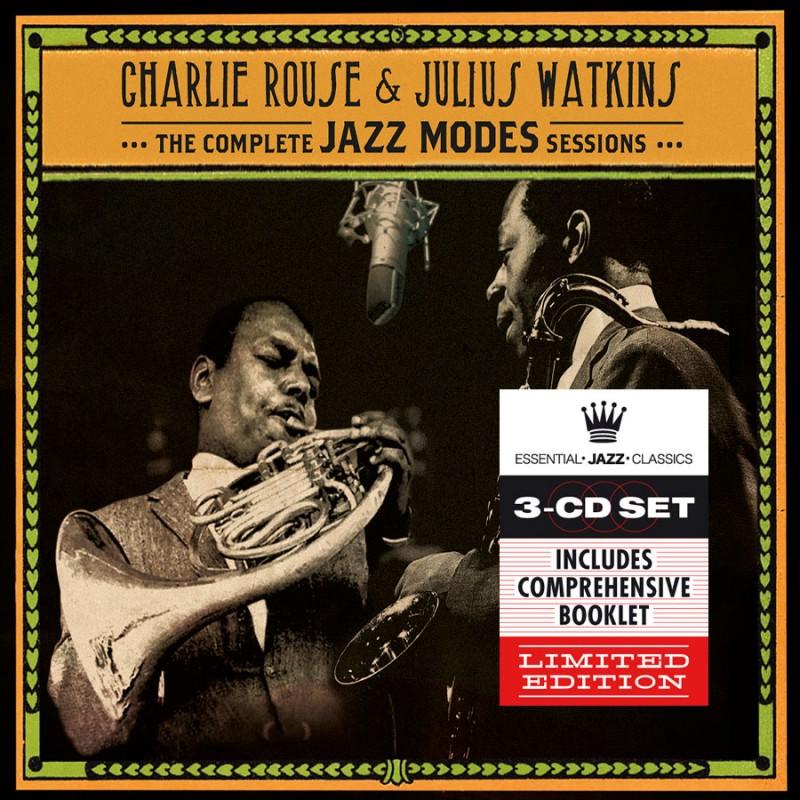 CHARLIE ROUSE & JULIUS WATKINS
••• THE COMPLETE JAZZ MODES SESSIONS •••
ESSENTIAL • JAZZ • CLASSICS
3-CD SET
INCLUDES
COMPREHENSIVE
BOOKLET
LIMITED
EDITION